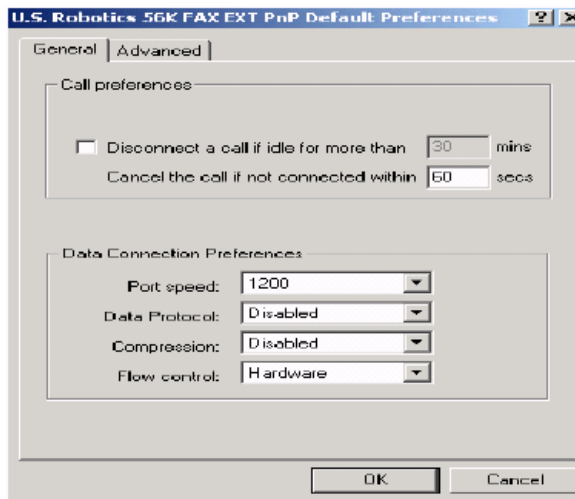 U.S. Robotics 56K FAX EXT PnP Default Preferences
General Advanced
Call preferences
Disconnect a call if idle for more than 30 mins
Cancel the call if not connected within 60 secs
Data Connection Preferences
Port speed: 1200
Data Protocol: Disabled
Compression: Disabled
Flow control: Hardware
OK Cancel